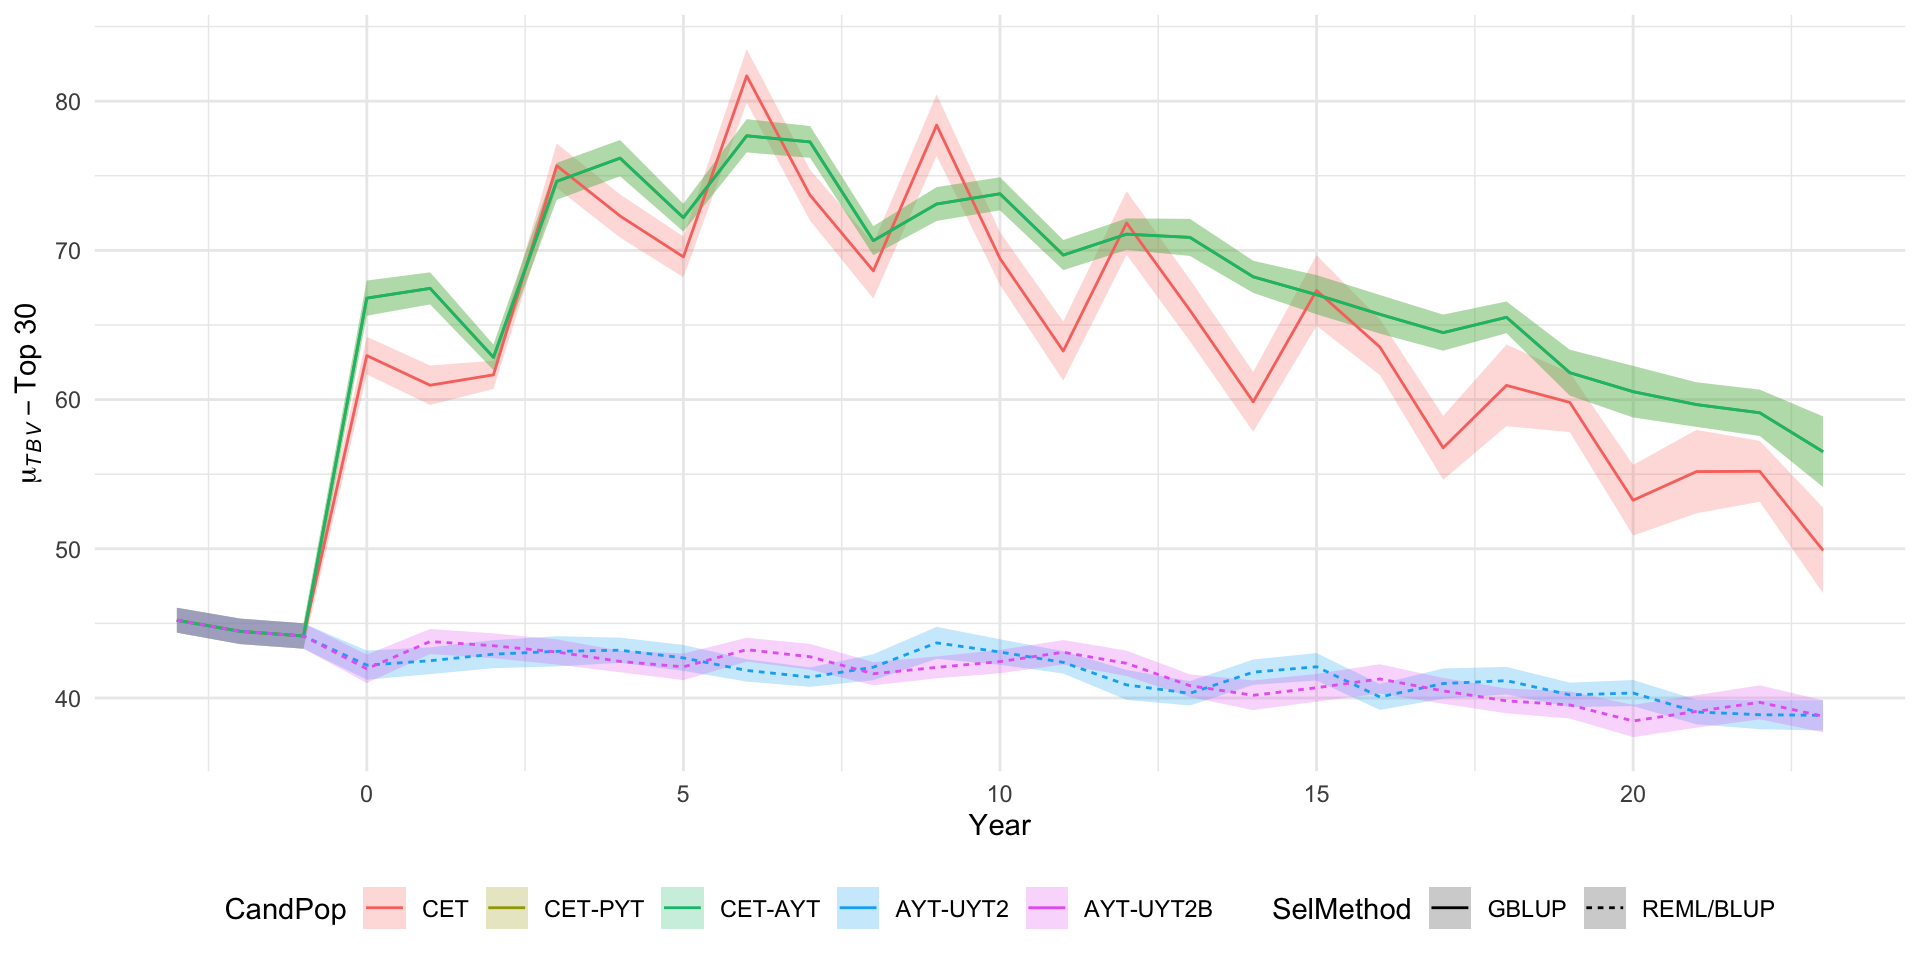 80
70
60
50
40
μTBV − Top 30
0 5 10 15 20
Year
CandPop CET CET-PYT CET-AYT AYT-UYT2 AYT-UYT2B SelMethod GBLUP REML/BLUP